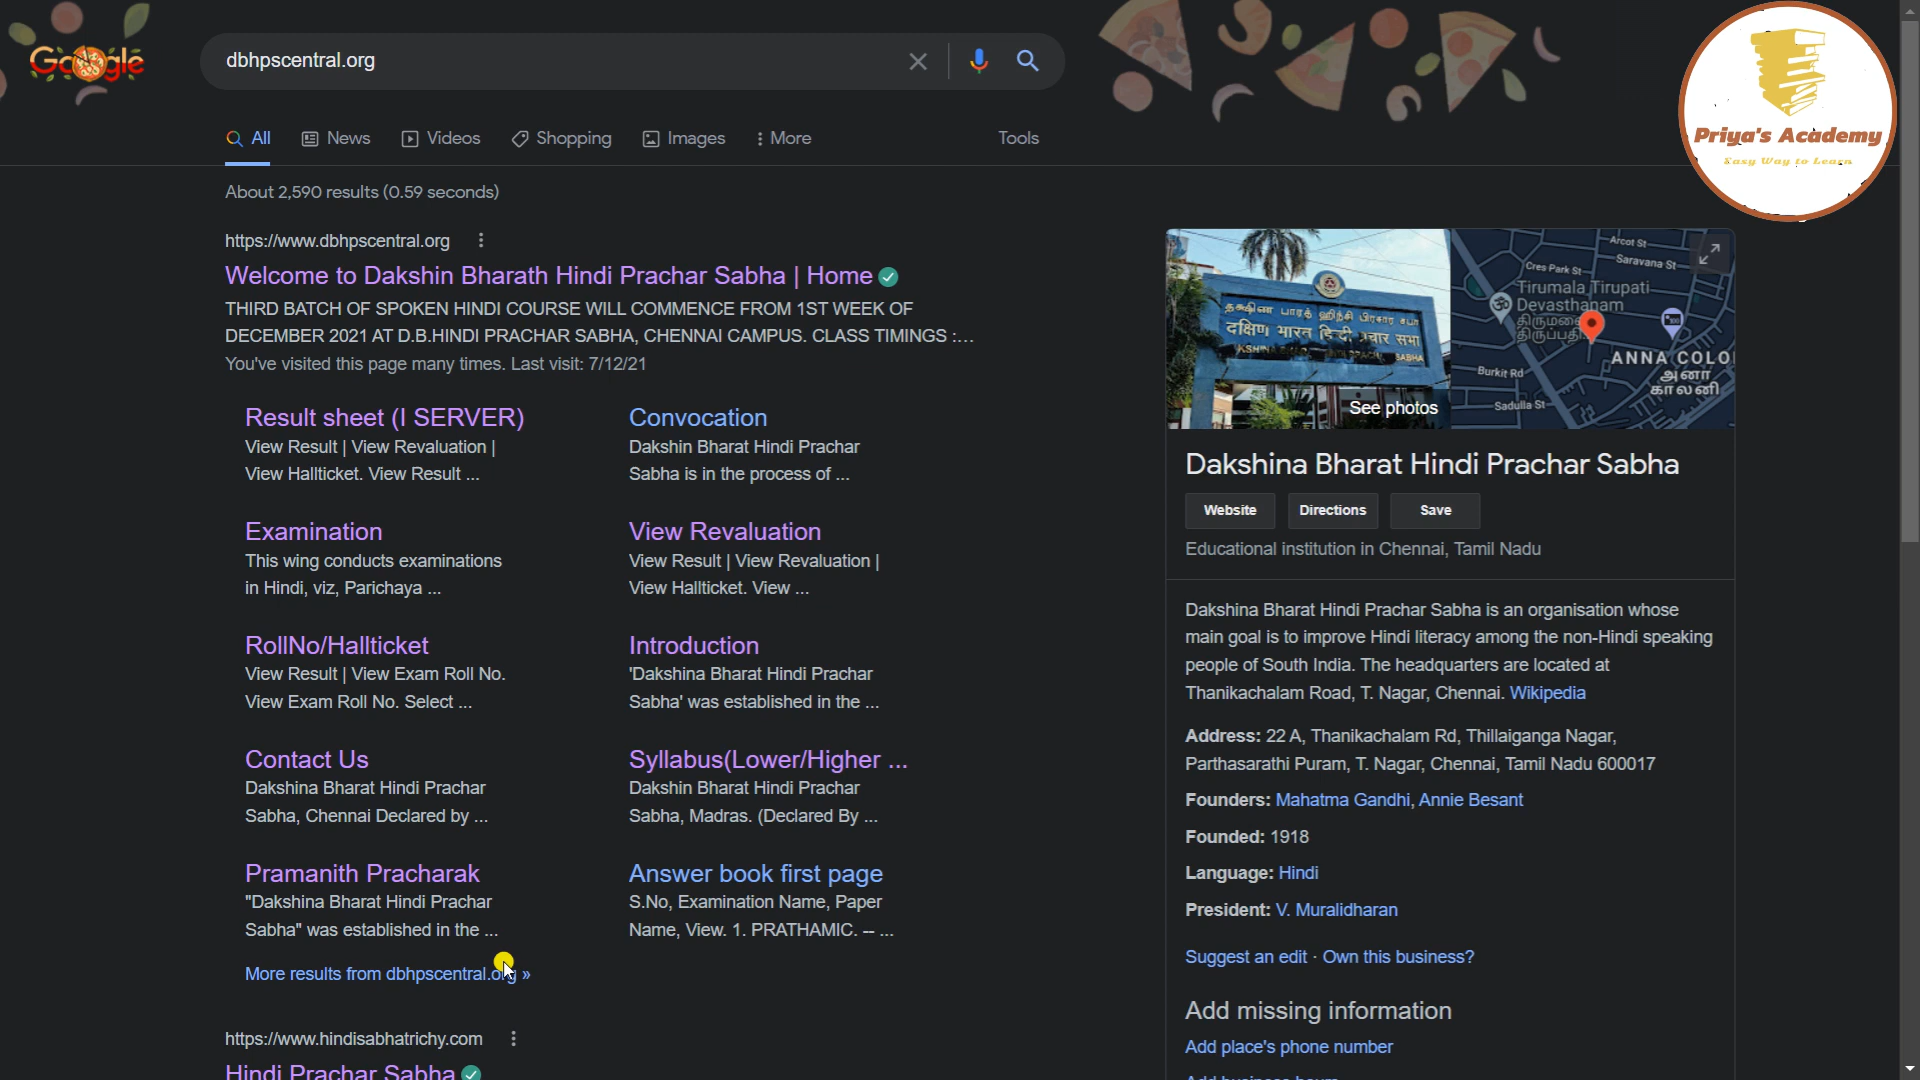 Google
dbhpscentral.org
All
News
Videos
Shopping
Images
More
Tools
Priya's Academy
Easy Way to Learn
About 2,590 results (0.59 seconds)
https://www.dbhpscentral.org
Welcome to Dakshin Bharath Hindi Prachar Sabha | Home
THIRD BATCH OF SPOKEN HINDI COURSE WILL COMMENCE FROM 1ST WEEK OF
DECEMBER 2021 AT D.B.HINDI PRACHAR SABHA, CHENNAI CAMPUS. CLASS TIMINGS :...
You've visited this page many times. Last visit: 7/12/21
Result sheet (I SERVER)
View Result | View Revaluation |
View Hallticket. View Result ...
Convocation
Dakshin Bharat Hindi Prachar
Sabha is in the process of ...
Examination
This wing conducts examinations
in Hindi, viz, Parichaya ...
View Revaluation
View Result | View Revaluation |
View Hallticket. View ...
RollNo/Hallticket
View Result | View Exam Roll No.
View Exam Roll No. Select ...
Introduction
'Dakshina Bharat Hindi Prachar
Sabha' was established in the ...
Contact Us
Dakshina Bharat Hindi Prachar
Sabha, Chennai Declared by ...
Syllabus(Lower/Higher ...
Dakshin Bharat Hindi Prachar
Sabha, Madras. (Declared By ...
Pramanith Pracharak
"Dakshina Bharat Hindi Prachar
Sabha" was established in the ...
Answer book first page
S.No, Examination Name, Paper
Name, View. 1. PRATHAMIC. -- ...
More results from dbhpscentral.org »
https://www.hindisabhatrichy.com
Hindi Prachar Sabha
தக்ஷிண பாரத் ஹிந்தி பிரசார சபா
दक्षिण भारत हिन्दी प्रचार सभा
SABHA
See photos
Arcot St
Saravana St
Cres Park St
Tirumala Tirupati
Devasthanam
ANNA COLO
அனா
காலனி
Burkit Rd
Sadulla St
Dakshina Bharat Hindi Prachar Sabha
Website
Directions
Save
Educational institution in Chennai, Tamil Nadu
Dakshina Bharat Hindi Prachar Sabha is an organisation whose
main goal is to improve Hindi literacy among the non-Hindi speaking
people of South India. The headquarters are located at
Thanikachalam Road, T. Nagar, Chennai. Wikipedia
Address: 22 A, Thanikachalam Rd, Thillaiganga Nagar,
Parthasarathi Puram, T. Nagar, Chennai, Tamil Nadu 600017
Founders: Mahatma Gandhi, Annie Besant
Founded: 1918
Language: Hindi
President: V. Muralidharan
Suggest an edit · Own this business?
Add missing information
Add place's phone number